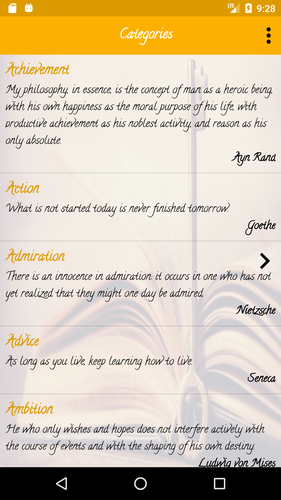 9:28
Categories
Achievement
My philosophy, in essence, is the concept of man as a heroic being,
with his own happiness as the moral purpose of his life, with
productive achievement as his noblest activity, and reason as his
only absolute.
Ayn Rand
Action
What is not started today is never finished tomorrow.
Goethe
Admiration
There is an innocence in admiration: it occurs in one who has not
yet realized that they might one day be admired.
Nietzsche
Advice
As long as you live, keep learning how to live.
Seneca
Ambition
He who only wishes and hopes does not interfere actively with
the course of events and with the shaping of his own destiny.
Ludwig von Mises